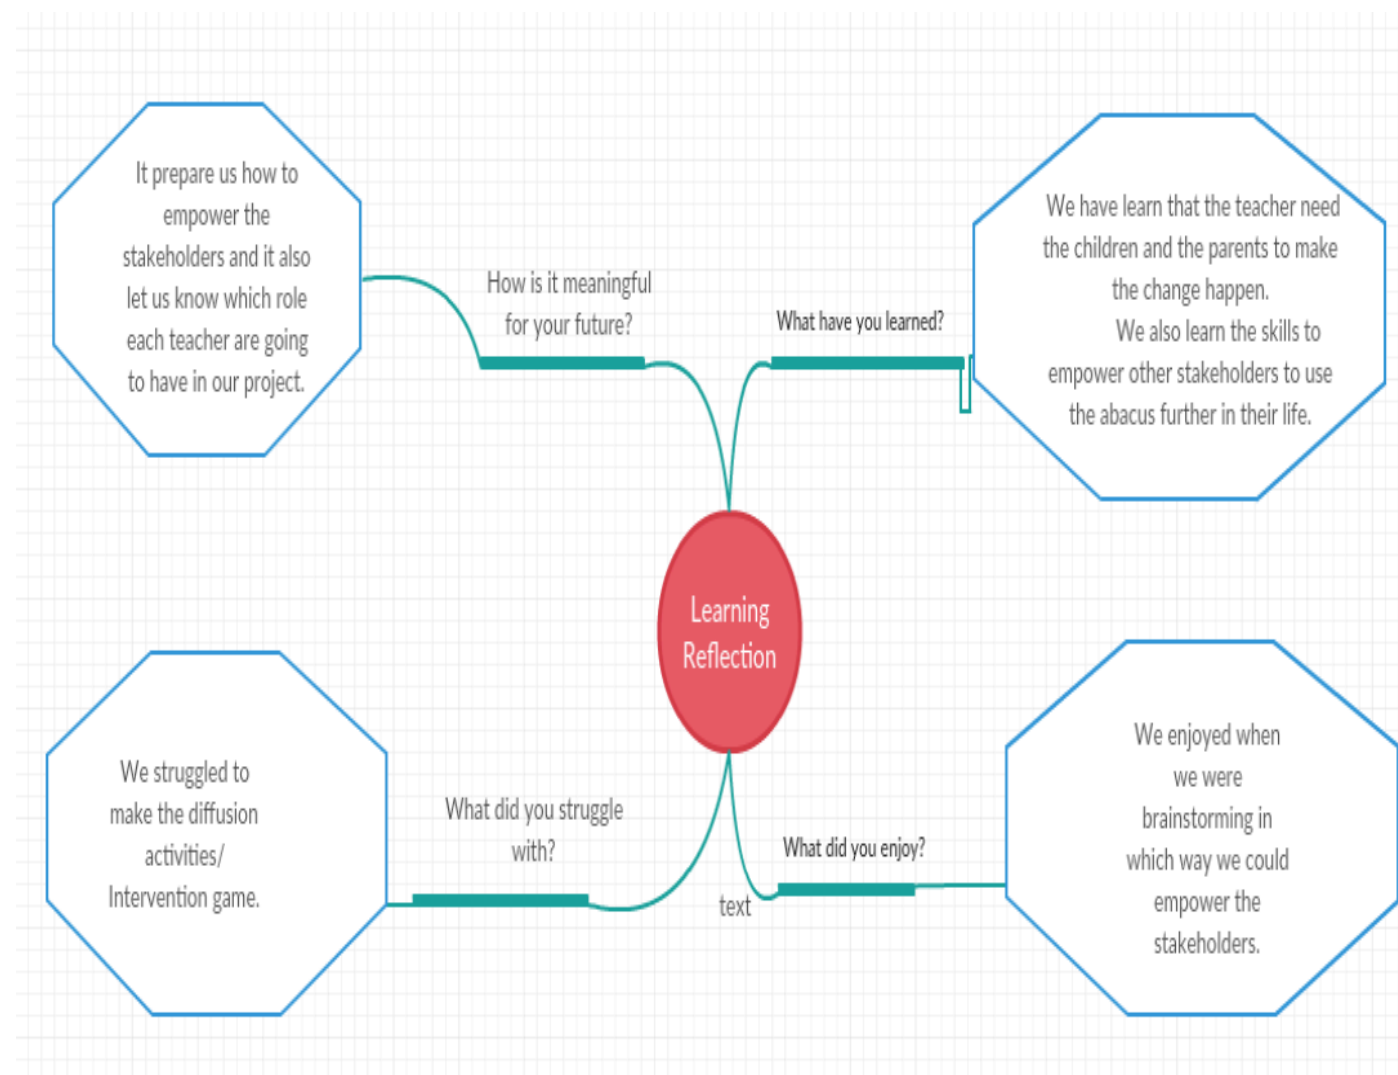 It prepare us how to
empower the
stakeholders and it also
let us know which role
each teacher are going
to have in our project.
How is it meaningful
for your future?
What have you learned?
We have learn that the teacher need
the children and the parents to make
the change happen.
We also learn the skills to
empower other stakeholders to use
the abacus further in their life.
Learning
Reflection
We struggled to
make the diffusion
activities/
Intervention game.
What did you struggle
with?
text
What did you enjoy?
We enjoyed when
we were
brainstorming in
which way we could
empower the
stakeholders.